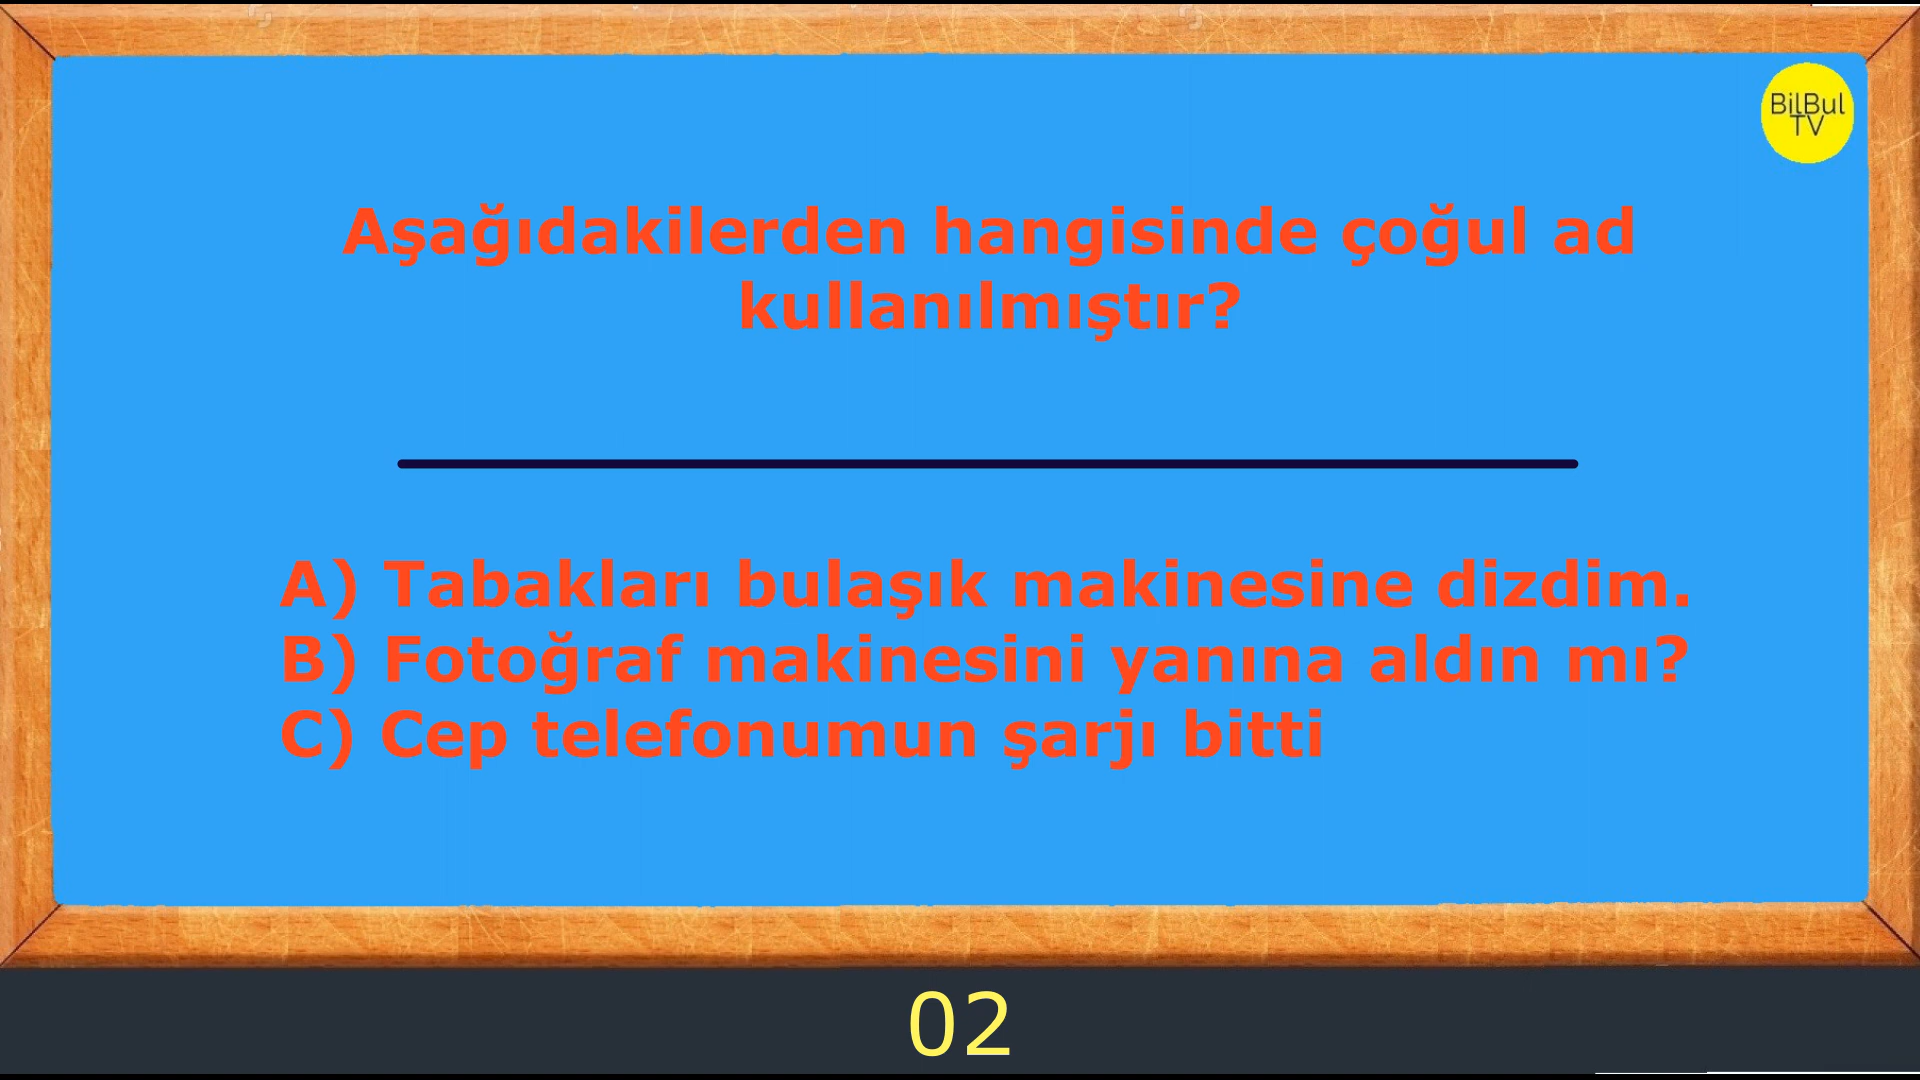 BilBul
TV
Aşağıdakilerden hangisinde çoğul ad
kullanılmıştır?
A) Tabakları bulaşık makinesine dizdim.
B) Fotoğraf makinesini yanına aldın mı?
C) Cep telefonumun şarjı bitti
02